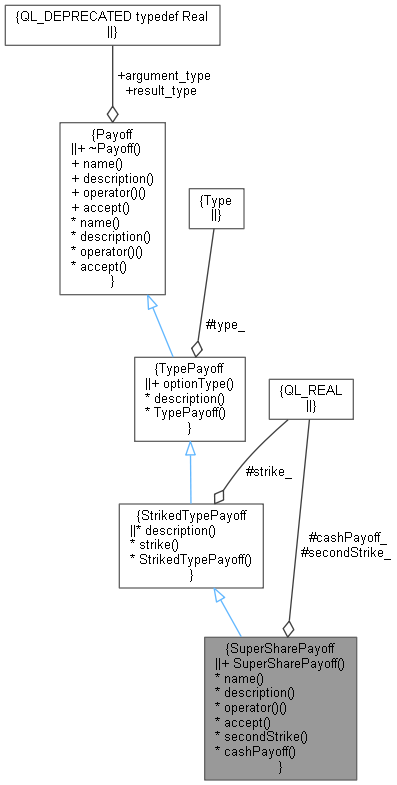 {QL_DEPRECATED typedef Real
||}
+argument_type
+result_type
{Payoff
||+ ~Payoff()
+ name()
+ description()
+ operator()()
+ accept()
* name()
* description()
* operator()()
* accept()
}
{Type
||}
#type_
{TypePayoff
||+ optionType()
* description()
* TypePayoff()
}
{QL_REAL
||}
#strike_
{StrikedTypePayoff
||* description()
* strike()
* StrikedTypePayoff()
}
#cashPayoff_
#secondStrike_
{SuperSharePayoff
||+ SuperSharePayoff()
* name()
* description()
* operator()()
* accept()
* secondStrike()
* cashPayoff()
}